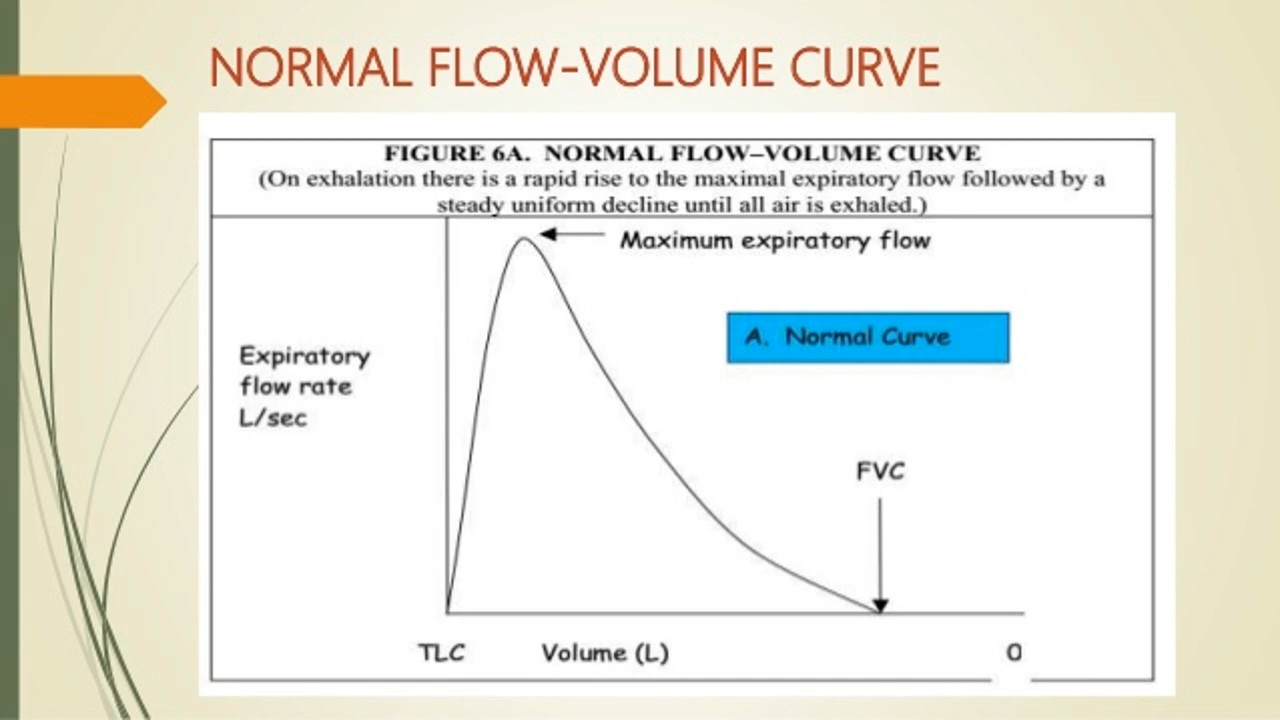 NORMAL FLOW-VOLUME CURVE
FIGURE 6A. NORMAL FLOW–VOLUME CURVE
(On exhalation there is a rapid rise to the maximal expiratory flow followed by a
steady uniform decline until all air is exhaled.)
Maximum expiratory flow
A. Normal Curve
Expiratory
flow rate
L/sec
FVC
TLC Volume (L) 0